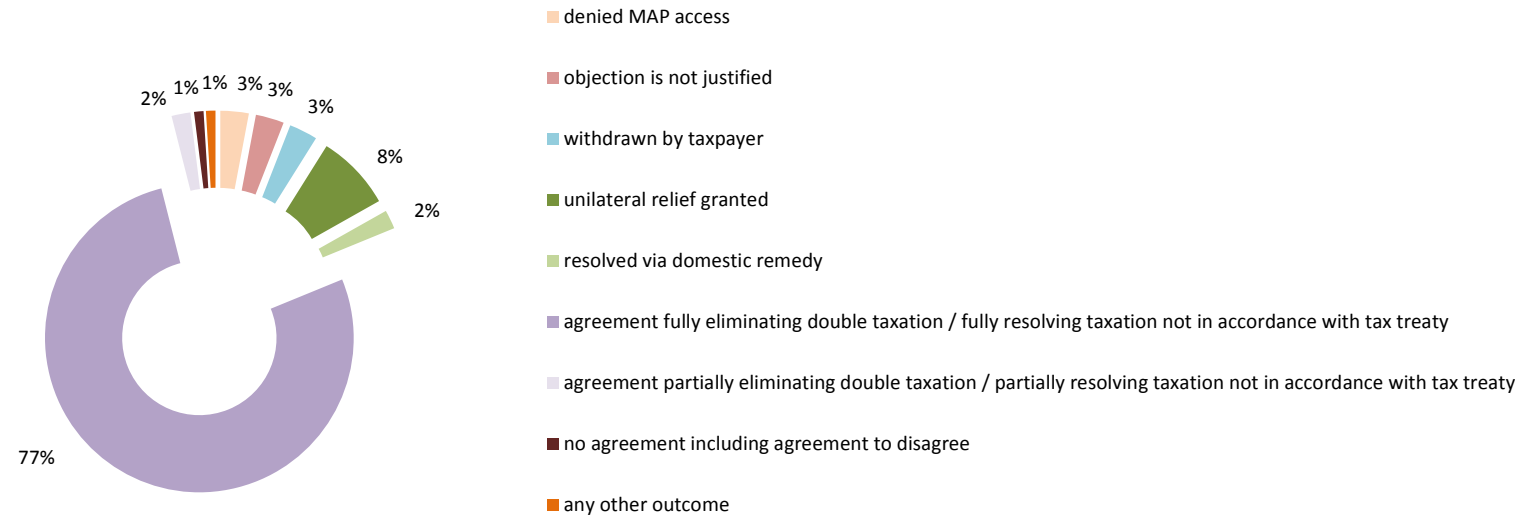 2%
1%
1%
3%
3%
3%
8%
2%
77%
denied MAP access
objection is not justified
withdrawn by taxpayer
unilateral relief granted
resolved via domestic remedy
agreement fully eliminating double taxation / fully resolving taxation not in accordance with tax treaty
agreement partially eliminating double taxation / partially resolving taxation not in accordance with tax treaty
no agreement including agreement to disagree
any other outcome